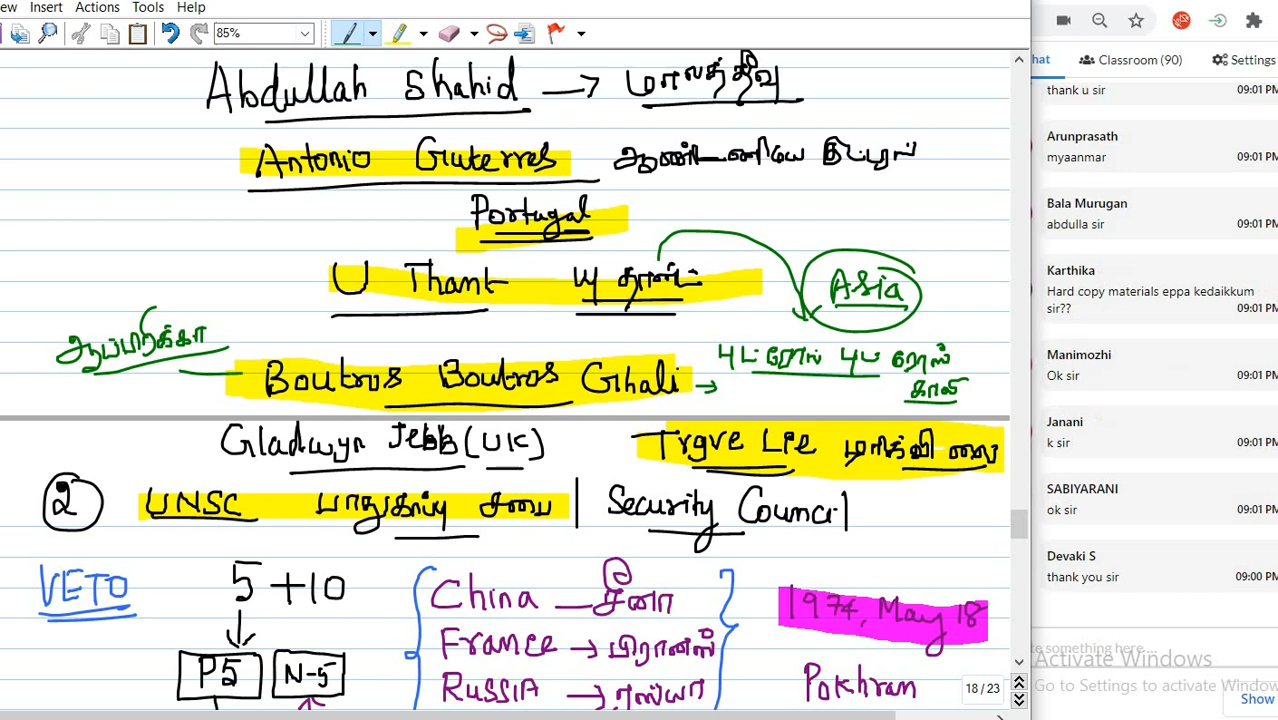 ew Insert Actions Tools Help
85%
Abdullah Shahid → மாலத்தீவு
Antonio Guterres
Portugal
U Thant யு தாண்ட்
Asia
ஆப்பிரிக்கா
Boutros Boutros Ghali → புட்ரோஸ் புட்ரோஸ் காலி
Gladwyn Jebb (UK) Trgve Lie
2 UNSC பாதுகாப்பு சபை | Security Council
VETO 5 + 10
P5 N-5
China சீனா
France → பிரான்ஸ்
RUSSIA → ரஸ்யா
1974, May 18
Pokhran
18 / 23
hat Classroom (90) Settings
thank u sir 09:01 PM
Arunprasath
myaanmar 09:01 PM
Bala Murugan
abdulla sir 09:01 PM
Karthika
Hard copy materials eppa kedaikkum sir?? 09:01 PM
Manimozhi
Ok sir 09:01 PM
Janani
k sir 09:01 PM
SABIYARANI
ok sir 09:01 PM
Devaki S
thank you sir 09:00 PM
Activate Windows
Go to Settings to activate Window
Show